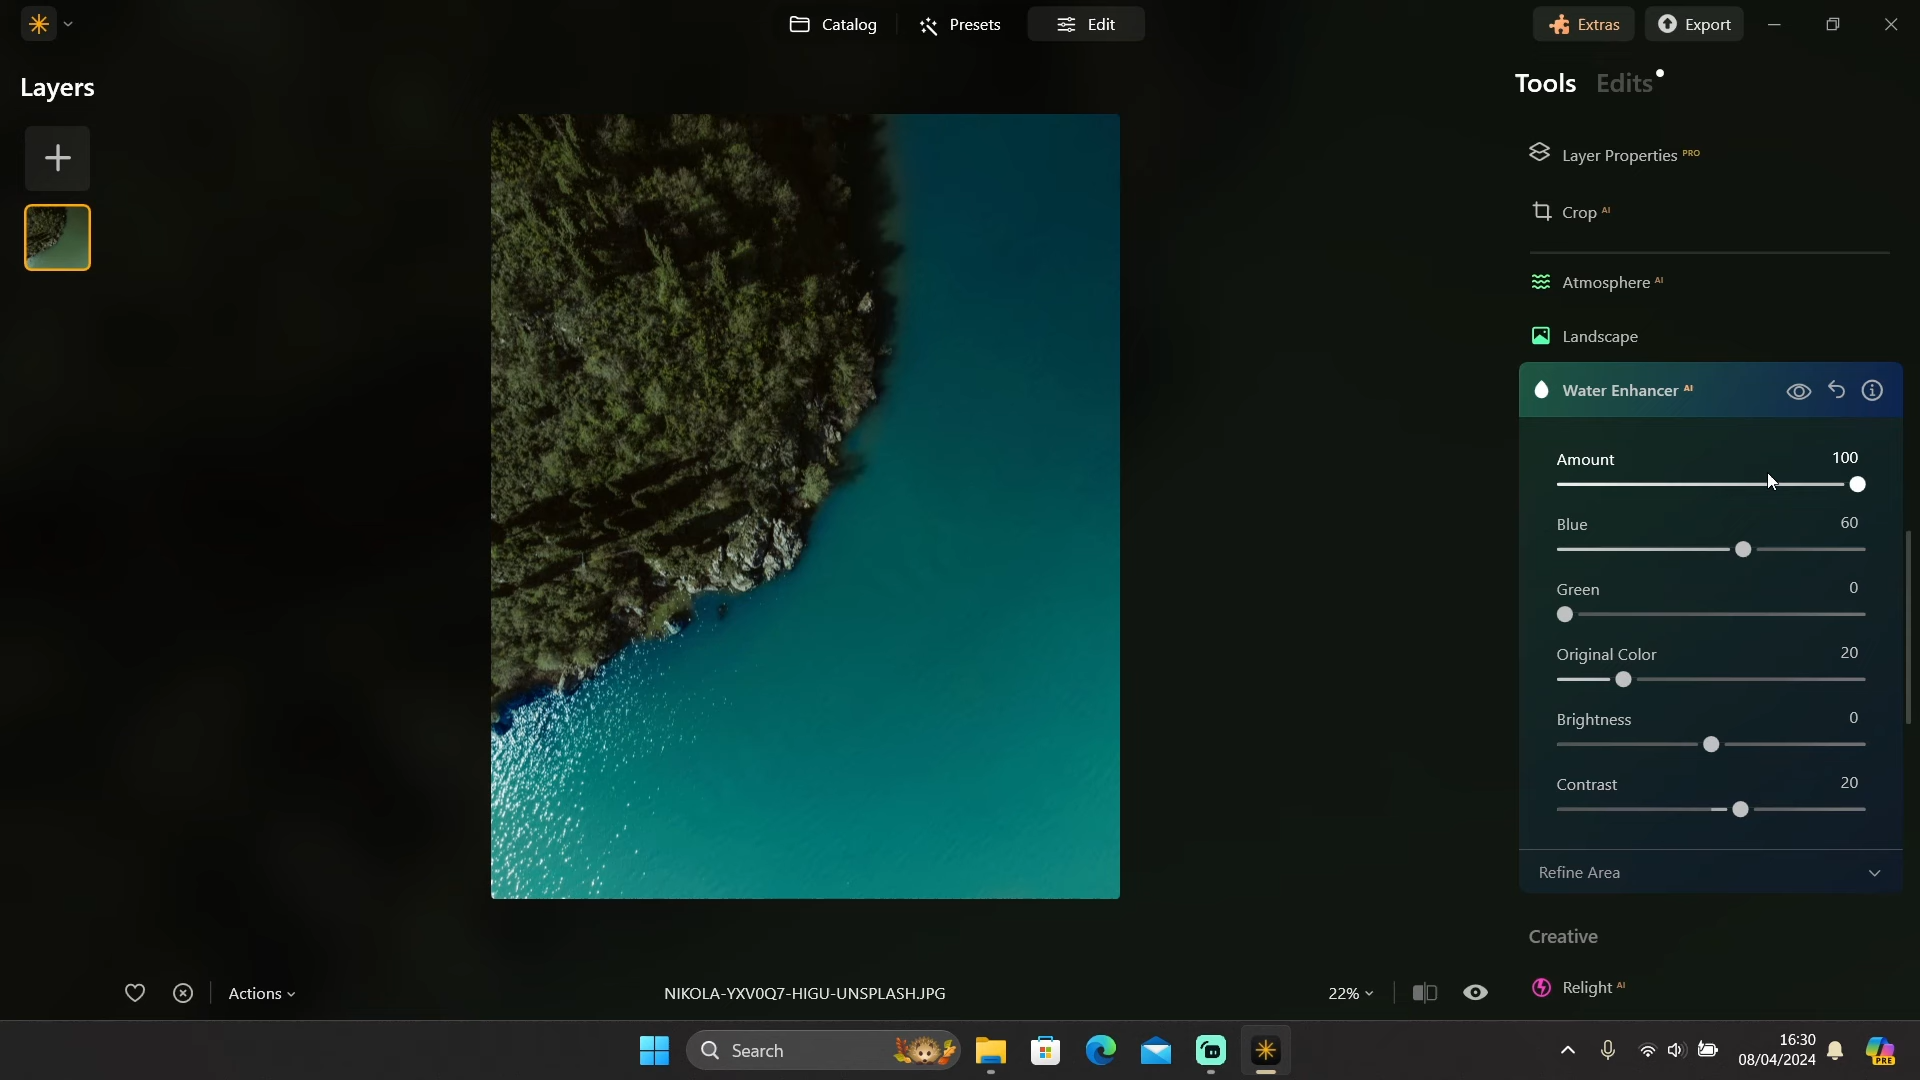 Catalog
Presets
Edit
Extras
Export
Layers
Tools Edits
Layer Properties PRO
Crop AI
Atmosphere AI
Landscape
Water Enhancer AI
Amount 100
Blue 60
Green 0
Original Color 20
Brightness 0
Contrast 20
Refine Area
Creative
Relight AI
Actions
NIKOLA-YXV0Q7-HIGU-UNSPLASH.JPG
22%
Search
16:30
08/04/2024
PRE